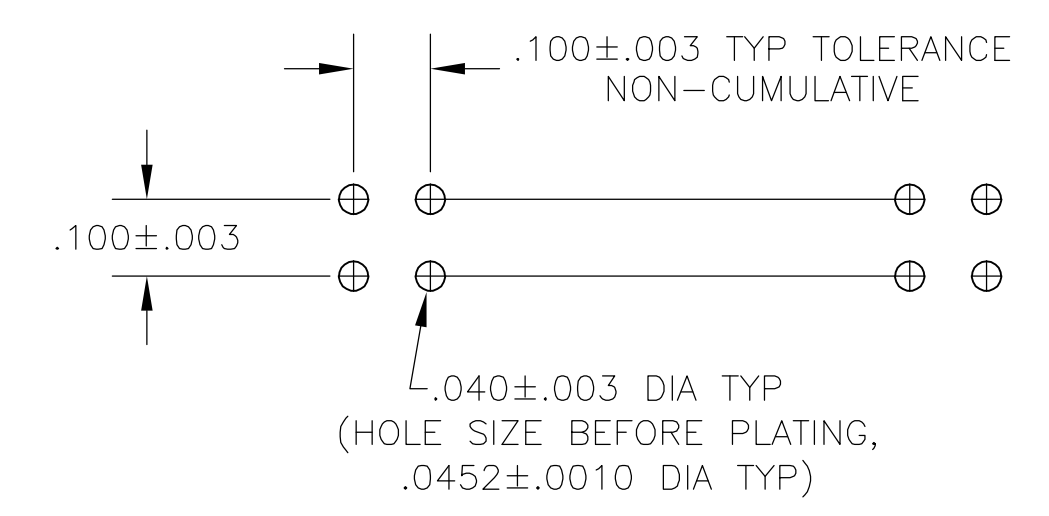 .100±.003 TYP TOLERANCE
NON–CUMULATIVE
.100±.003
.040±.003 DIA TYP
(HOLE SIZE BEFORE PLATING,
.0452±.0010 DIA TYP)